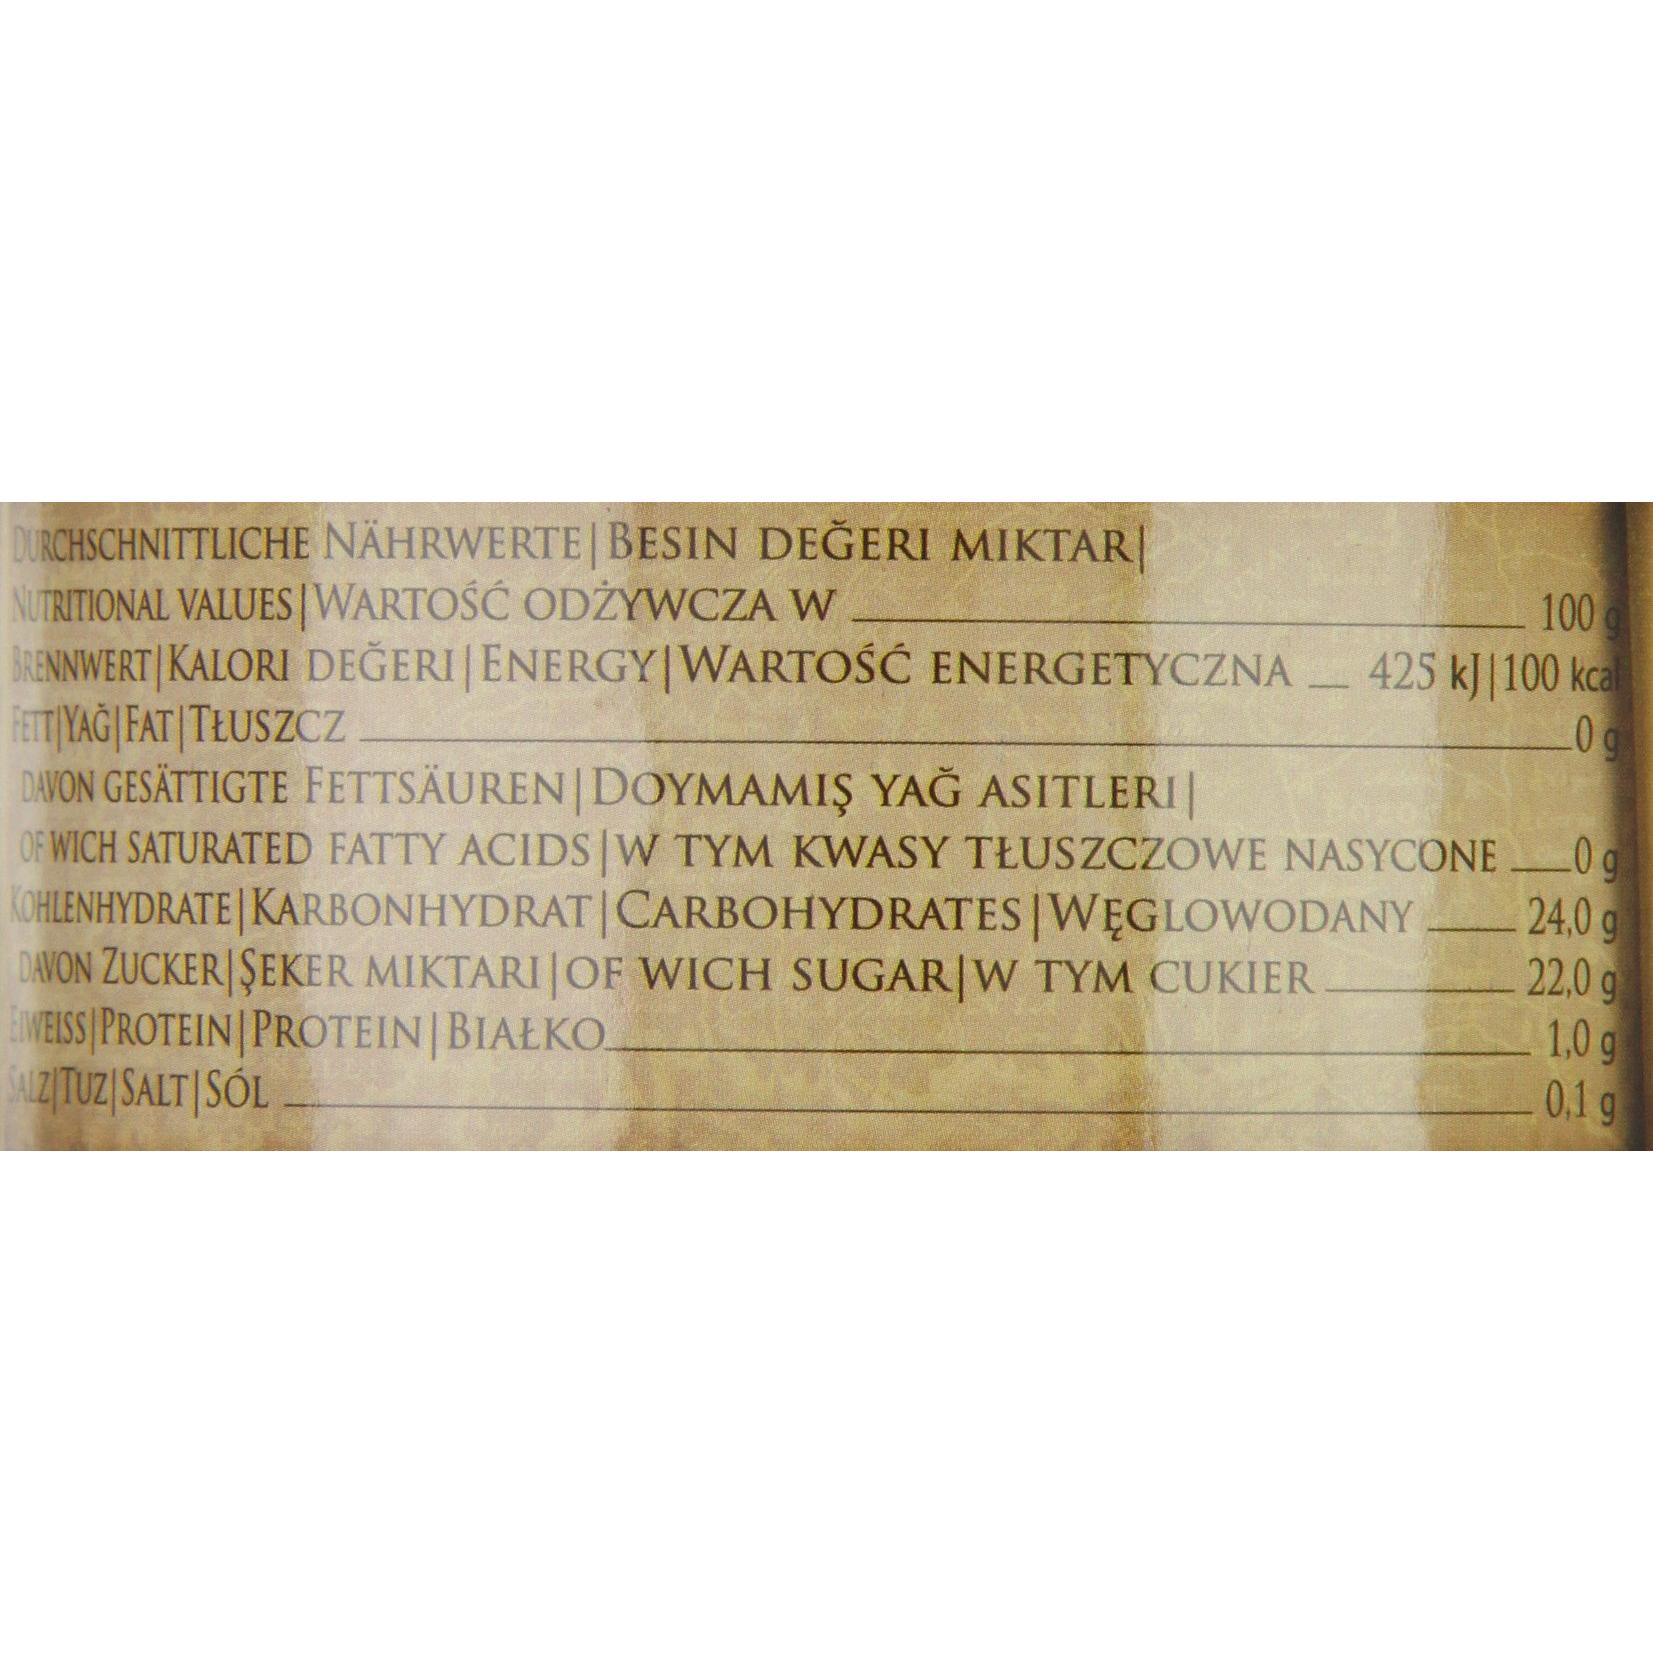 Durchschnittliche Nährwerte|Besin değeri miktar|
Nutritional values|Wartość odżywcza w 100 g
Brennwert|Kalori değeri|Energy|Wartość energetyczna 425 kJ|100 kcal
Fett|Yağ|Fat|Tłuszcz 0 g
davon gesättigte Fettsäuren|Doymamiş yağ asitleri|
of wich saturated fatty acids|w tym kwasy tłuszczowe nasycone 0 g
Kohlenhydrate|Karbonhydrat|Carbohydrates|Węglowodany 24,0 g
davon Zucker|Şeker miktari|of wich sugar|w tym cukier 22,0 g
Eiweiss|Protein|Protein|Białko 1,0 g
Salz|Tuz|Salt|Sól 0,1 g